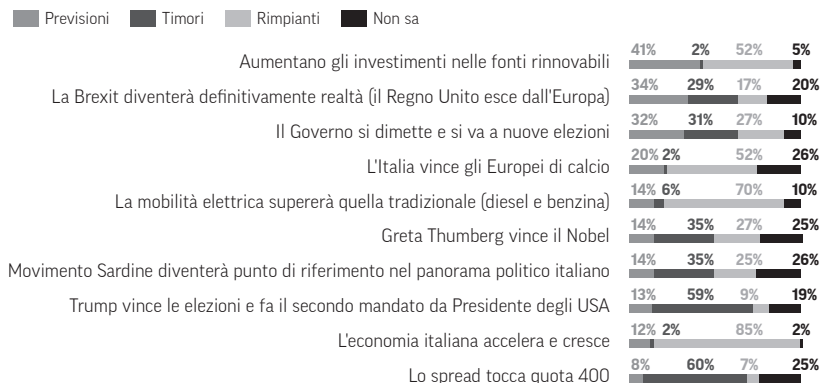 Previsioni Timori Rimpianti Non sa
Aumentano gli investimenti nelle fonti rinnovabili 41% 2% 52% 5%
La Brexit diventerà definitivamente realtà (il Regno Unito esce dall'Europa) 34% 29% 17% 20%
Il Governo si dimette e si va a nuove elezioni 32% 31% 27% 10%
L'Italia vince gli Europei di calcio 20% 2% 52% 26%
La mobilità elettrica supererà quella tradizionale (diesel e benzina) 14% 6% 70% 10%
Greta Thumberg vince il Nobel 14% 35% 27% 25%
Movimento Sardine diventerà punto di riferimento nel panorama politico italiano 14% 35% 25% 26%
Trump vince le elezioni e fa il secondo mandato da Presidente degli USA 13% 59% 9% 19%
L'economia italiana accelera e cresce 12% 2% 85% 2%
Lo spread tocca quota 400 8% 60% 7% 25%